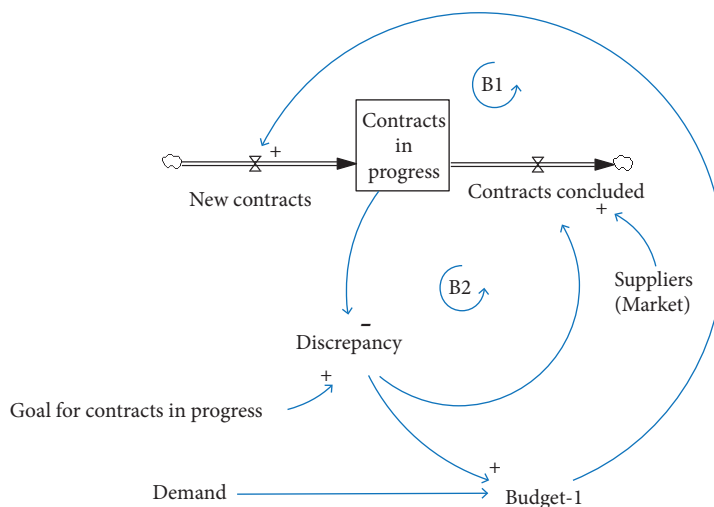 B1
Contracts
in
progress
+
New contracts
Contracts concluded
+
B2
Suppliers
(Market)
−
Discrepancy
+
Goal for contracts in progress
+
Demand
Budget-1